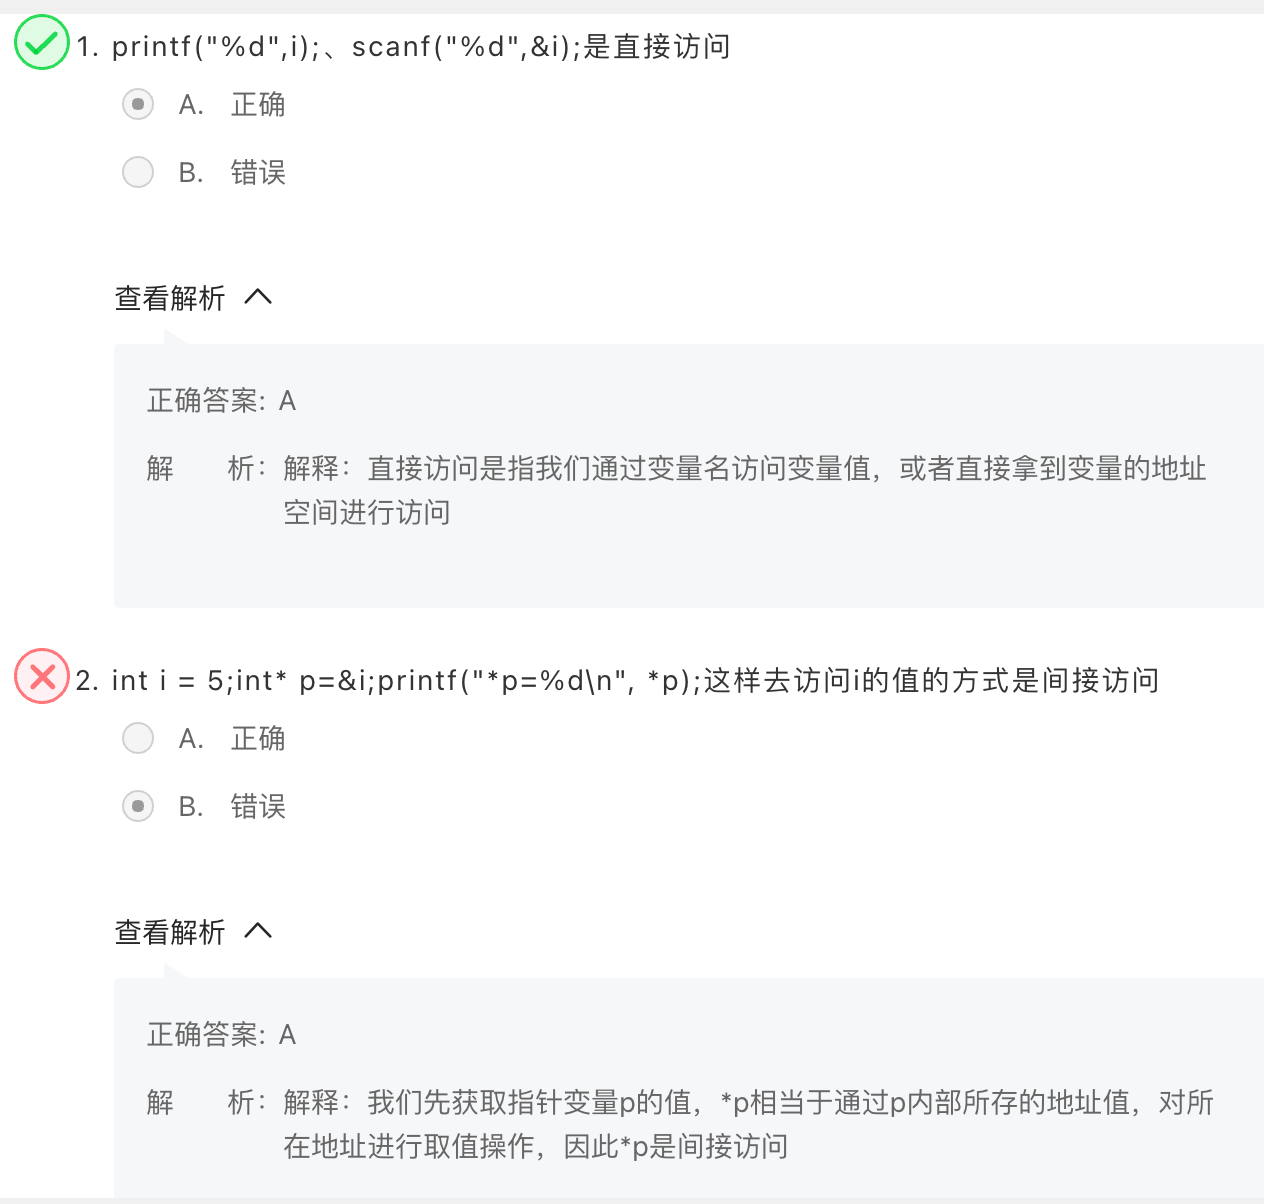 1. printf("%d",i);、scanf("%d",&i);是直接访问
A. 正确
B. 错误
查看解析
正确答案: A
解 析: 解释：直接访问是指我们通过变量名访问变量值，或者直接拿到变量的地址
空间进行访问
2. int i = 5;int* p=&i;printf("*p=%d\n", *p);这样去访问i的值的方式是间接访问
A. 正确
B. 错误
查看解析
正确答案: A
解 析: 解释：我们先获取指针变量p的值，*p相当于通过p内部所存的地址值，对所
在地址进行取值操作，因此*p是间接访问